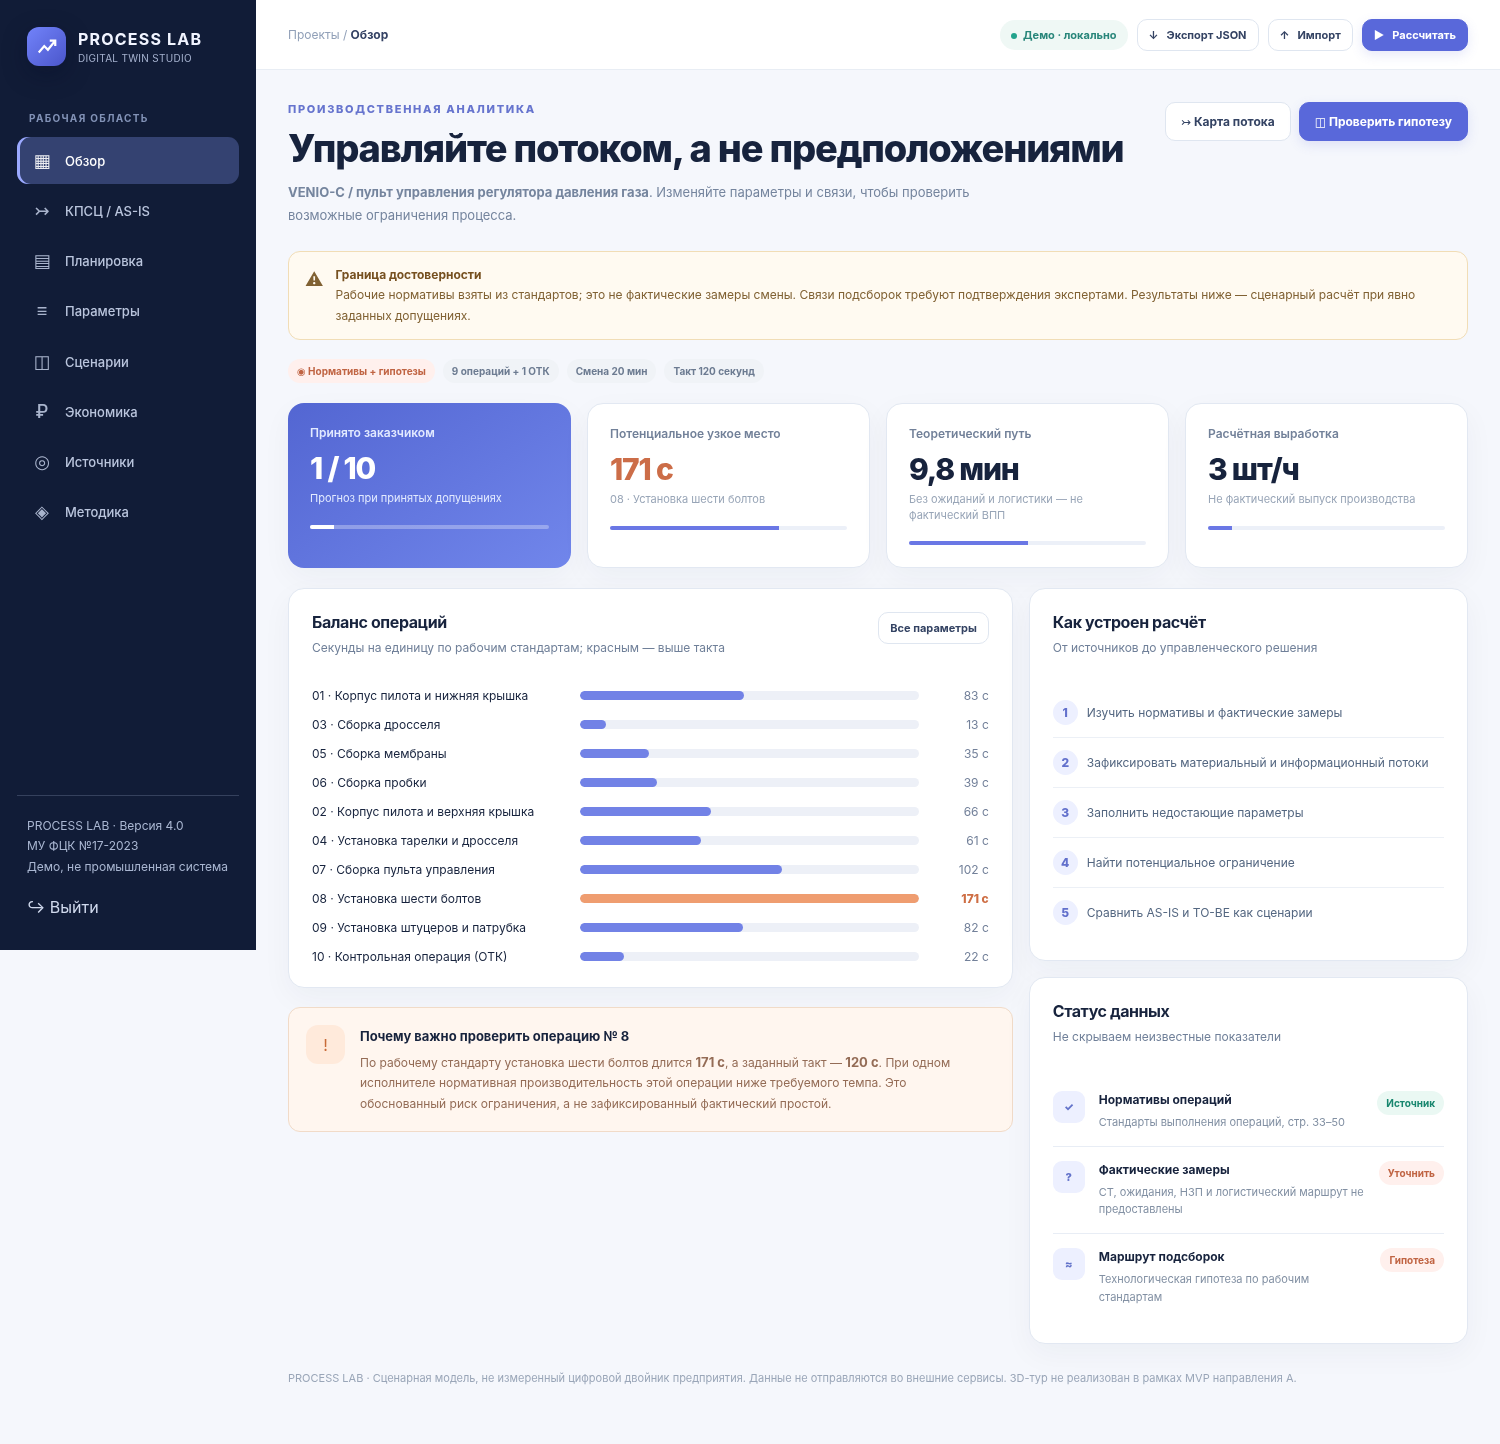 PROCESS LAB
DIGITAL TWIN STUDIO
РАБОЧАЯ ОБЛАСТЬ
Обзор
КПСЦ / AS-IS
Планировка
Параметры
Сценарии
₽ Экономика
Источники
Методика
PROCESS LAB · Версия 4.0
МУ ФЦК №17-2023
Демо, не промышленная система
↪ Выйти
Проекты / Обзор
Демо · локально
↓ Экспорт JSON
↑ Импорт
▶ Рассчитать
ПРОИЗВОДСТВЕННАЯ АНАЛИТИКА
Управляйте потоком, а не предположениями
VENIO-C / пульт управления регулятора давления газа. Изменяйте параметры и связи, чтобы проверить
возможные ограничения процесса.
↣ Карта потока
◫ Проверить гипотезу
Граница достоверности
Рабочие нормативы взяты из стандартов; это не фактические замеры смены. Связи подсборок требуют подтверждения экспертами. Результаты ниже — сценарный расчёт при явно
заданных допущениях.
◉ Нормативы + гипотезы
9 операций + 1 ОТК
Смена 20 мин
Такт 120 секунд
Принято заказчиком
1 / 10
Прогноз при принятых допущениях
Потенциальное узкое место
171 с
08 · Установка шести болтов
Теоретический путь
9,8 мин
Без ожиданий и логистики — не
фактический ВПП
Расчётная выработка
3 шт/ч
Не фактический выпуск производства
Баланс операций
Секунды на единицу по рабочим стандартам; красным — выше такта
Все параметры
01 · Корпус пилота и нижняя крышка 83 с
03 · Сборка дросселя 13 с
05 · Сборка мембраны 35 с
06 · Сборка пробки 39 с
02 · Корпус пилота и верхняя крышка 66 с
04 · Установка тарелки и дросселя 61 с
07 · Сборка пульта управления 102 с
08 · Установка шести болтов 171 с
09 · Установка штуцеров и патрубка 82 с
10 · Контрольная операция (ОТК) 22 с
!
Почему важно проверить операцию № 8
По рабочему стандарту установка шести болтов длится 171 с, а заданный такт — 120 с. При одном
исполнителе нормативная производительность этой операции ниже требуемого темпа. Это
обоснованный риск ограничения, а не зафиксированный фактический простой.
Как устроен расчёт
От источников до управленческого решения
1 Изучить нормативы и фактические замеры
2 Зафиксировать материальный и информационный потоки
3 Заполнить недостающие параметры
4 Найти потенциальное ограничение
5 Сравнить AS-IS и TO-BE как сценарии
Статус данных
Не скрываем неизвестные показатели
✓ Нормативы операций
Стандарты выполнения операций, стр. 33–50
Источник
? Фактические замеры
СТ, ожидания, НЗП и логистический маршрут не
предоставлены
Уточнить
≈ Маршрут подсборок
Технологическая гипотеза по рабочим
стандартам
Гипотеза
PROCESS LAB · Сценарная модель, не измеренный цифровой двойник предприятия. Данные не отправляются во внешние сервисы. 3D-тур не реализован в рамках MVP направления А.